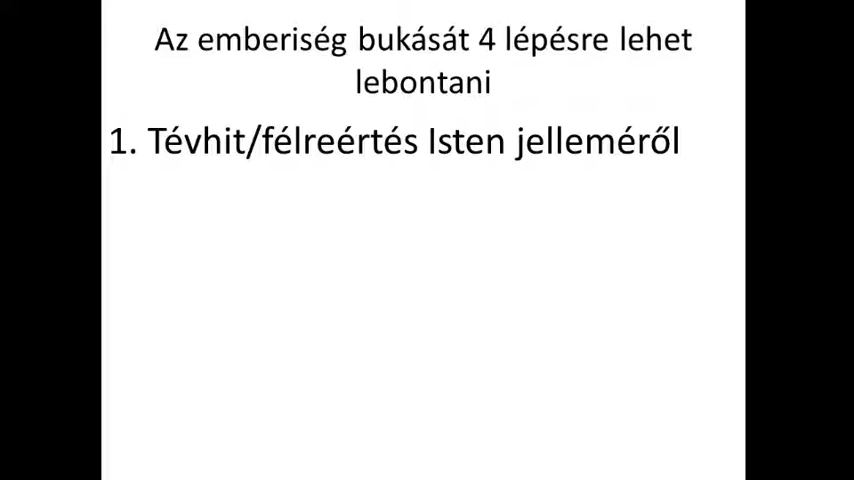 Az emberiség bukását 4 lépésre lehet
lebontani
1. Tévhit/félreértés Isten jelleméről